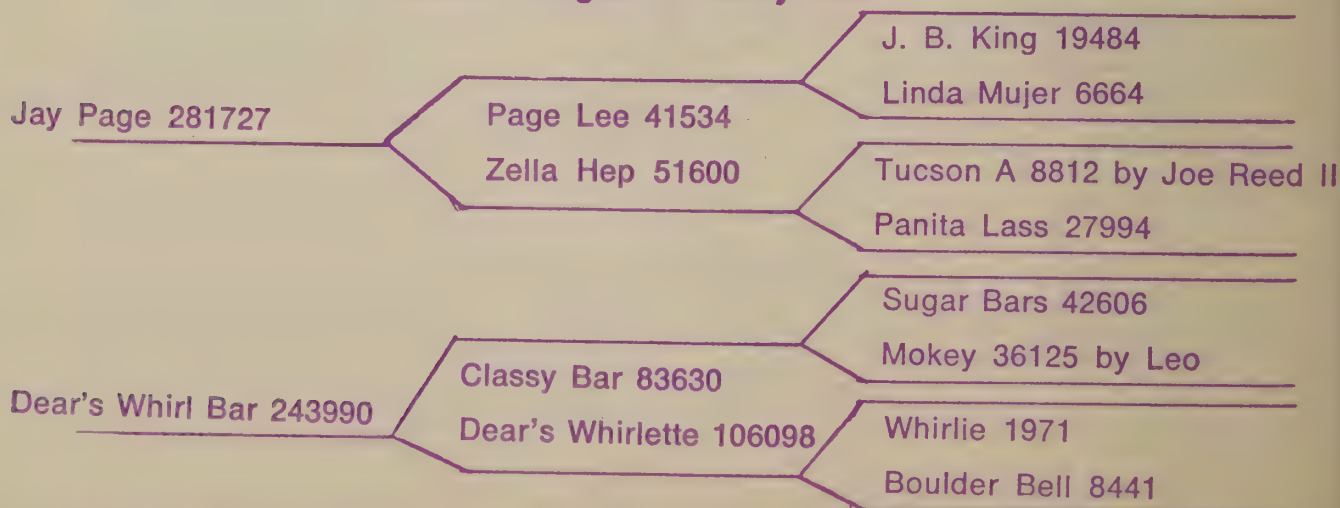 J. B. King 19484
Linda Mujer 6664
Jay Page 281727
Page Lee 41534
Zella Hep 51600
Tucson A 8812 by Joe Reed II
Panita Lass 27994
Sugar Bars 42606
Mokey 36125 by Leo
Classy Bar 83630
Dear's Whirl Bar 243990
Dear's Whirlette 106098
Whirlie 1971
Boulder Bell 8441